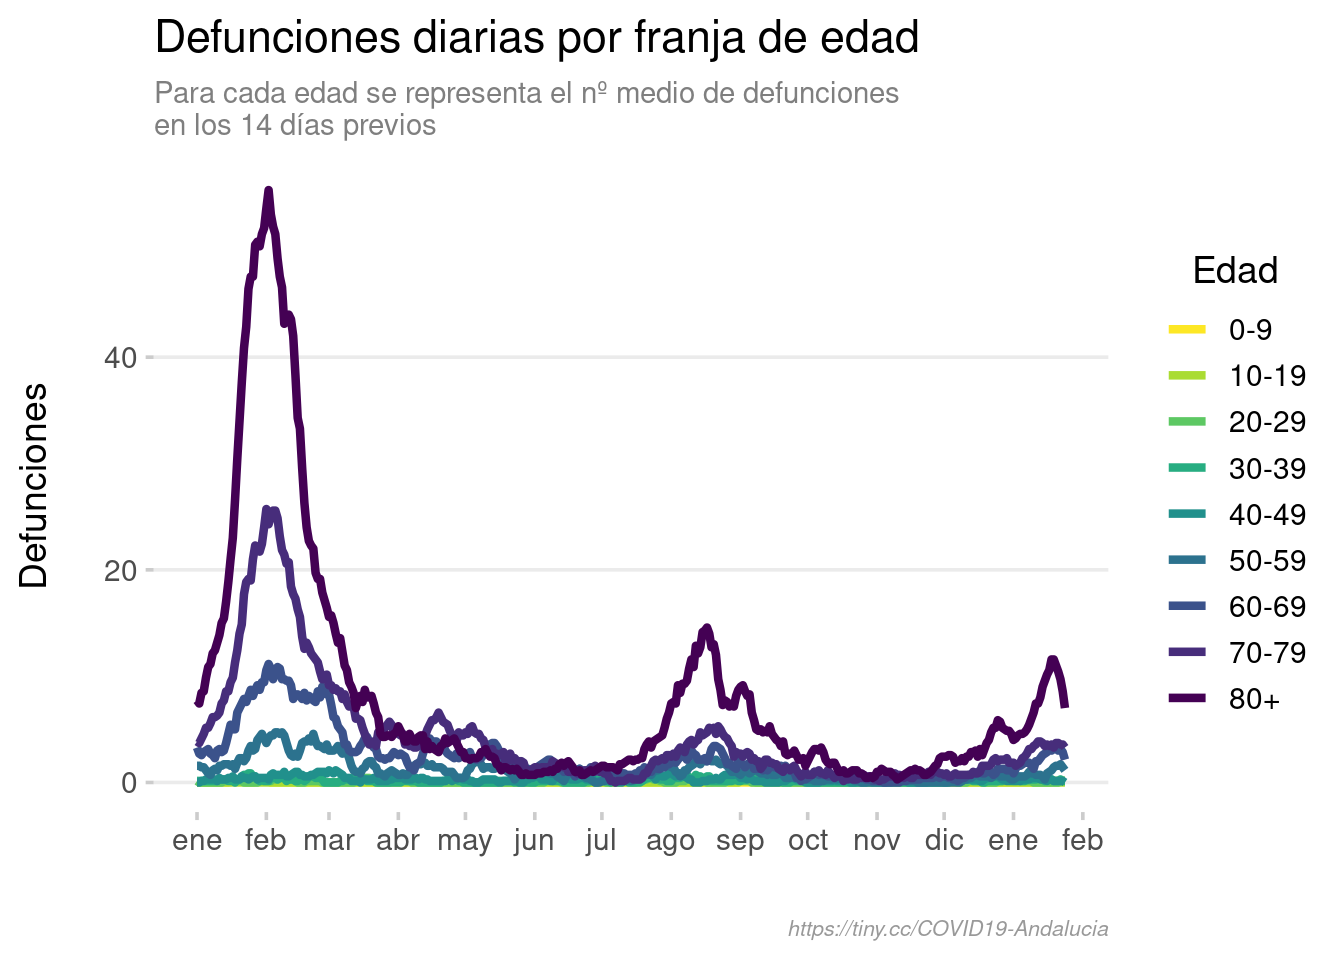 Defunciones diarias por franja de edad
Para cada edad se representa el nº medio de defunciones
en los 14 días previos
Defunciones
40
20
0
ene feb mar abr may jun jul ago sep oct nov dic ene feb
Edad
0-9
10-19
20-29
30-39
40-49
50-59
60-69
70-79
80+
https://tiny.cc/COVID19-Andalucia